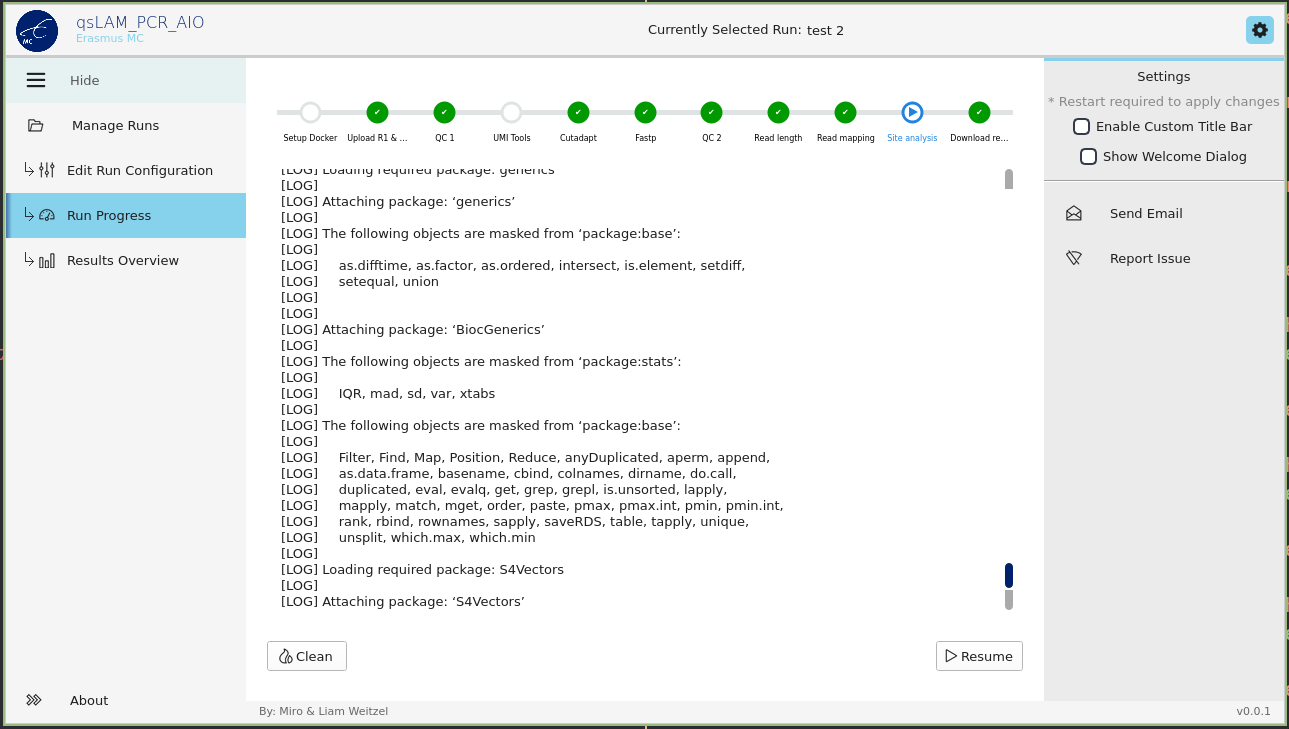 qsLAM_PCR_AIO
Erasmus MC
MC
Currently Selected Run: test 2
Hide
Manage Runs
Edit Run Configuration
Run Progress
Results Overview
About
Setup Docker
Upload R1 & ...
QC 1
UMI Tools
Cutadapt
Fastp
QC 2
Read length
Read mapping
Site analysis
Download re...
[LOG] Loading required package: generics
[LOG]
[LOG] Attaching package: ‘generics’
[LOG]
[LOG] The following objects are masked from ‘package:base’:
[LOG]
[LOG]     as.difftime, as.factor, as.ordered, intersect, is.element, setdiff,
[LOG]     setequal, union
[LOG]
[LOG]
[LOG] Attaching package: ‘BiocGenerics’
[LOG]
[LOG] The following objects are masked from ‘package:stats’:
[LOG]
[LOG]     IQR, mad, sd, var, xtabs
[LOG]
[LOG] The following objects are masked from ‘package:base’:
[LOG]
[LOG]     Filter, Find, Map, Position, Reduce, anyDuplicated, aperm, append,
[LOG]     as.data.frame, basename, cbind, colnames, dirname, do.call,
[LOG]     duplicated, eval, evalq, get, grep, grepl, is.unsorted, lapply,
[LOG]     mapply, match, mget, order, paste, pmax, pmax.int, pmin, pmin.int,
[LOG]     rank, rbind, rownames, sapply, saveRDS, table, tapply, unique,
[LOG]     unsplit, which.max, which.min
[LOG]
[LOG] Loading required package: S4Vectors
[LOG]
[LOG] Attaching package: ‘S4Vectors’
Clean
Resume
By: Miro & Liam Weitzel
v0.0.1
Settings
* Restart required to apply changes
Enable Custom Title Bar
Show Welcome Dialog
Send Email
Report Issue